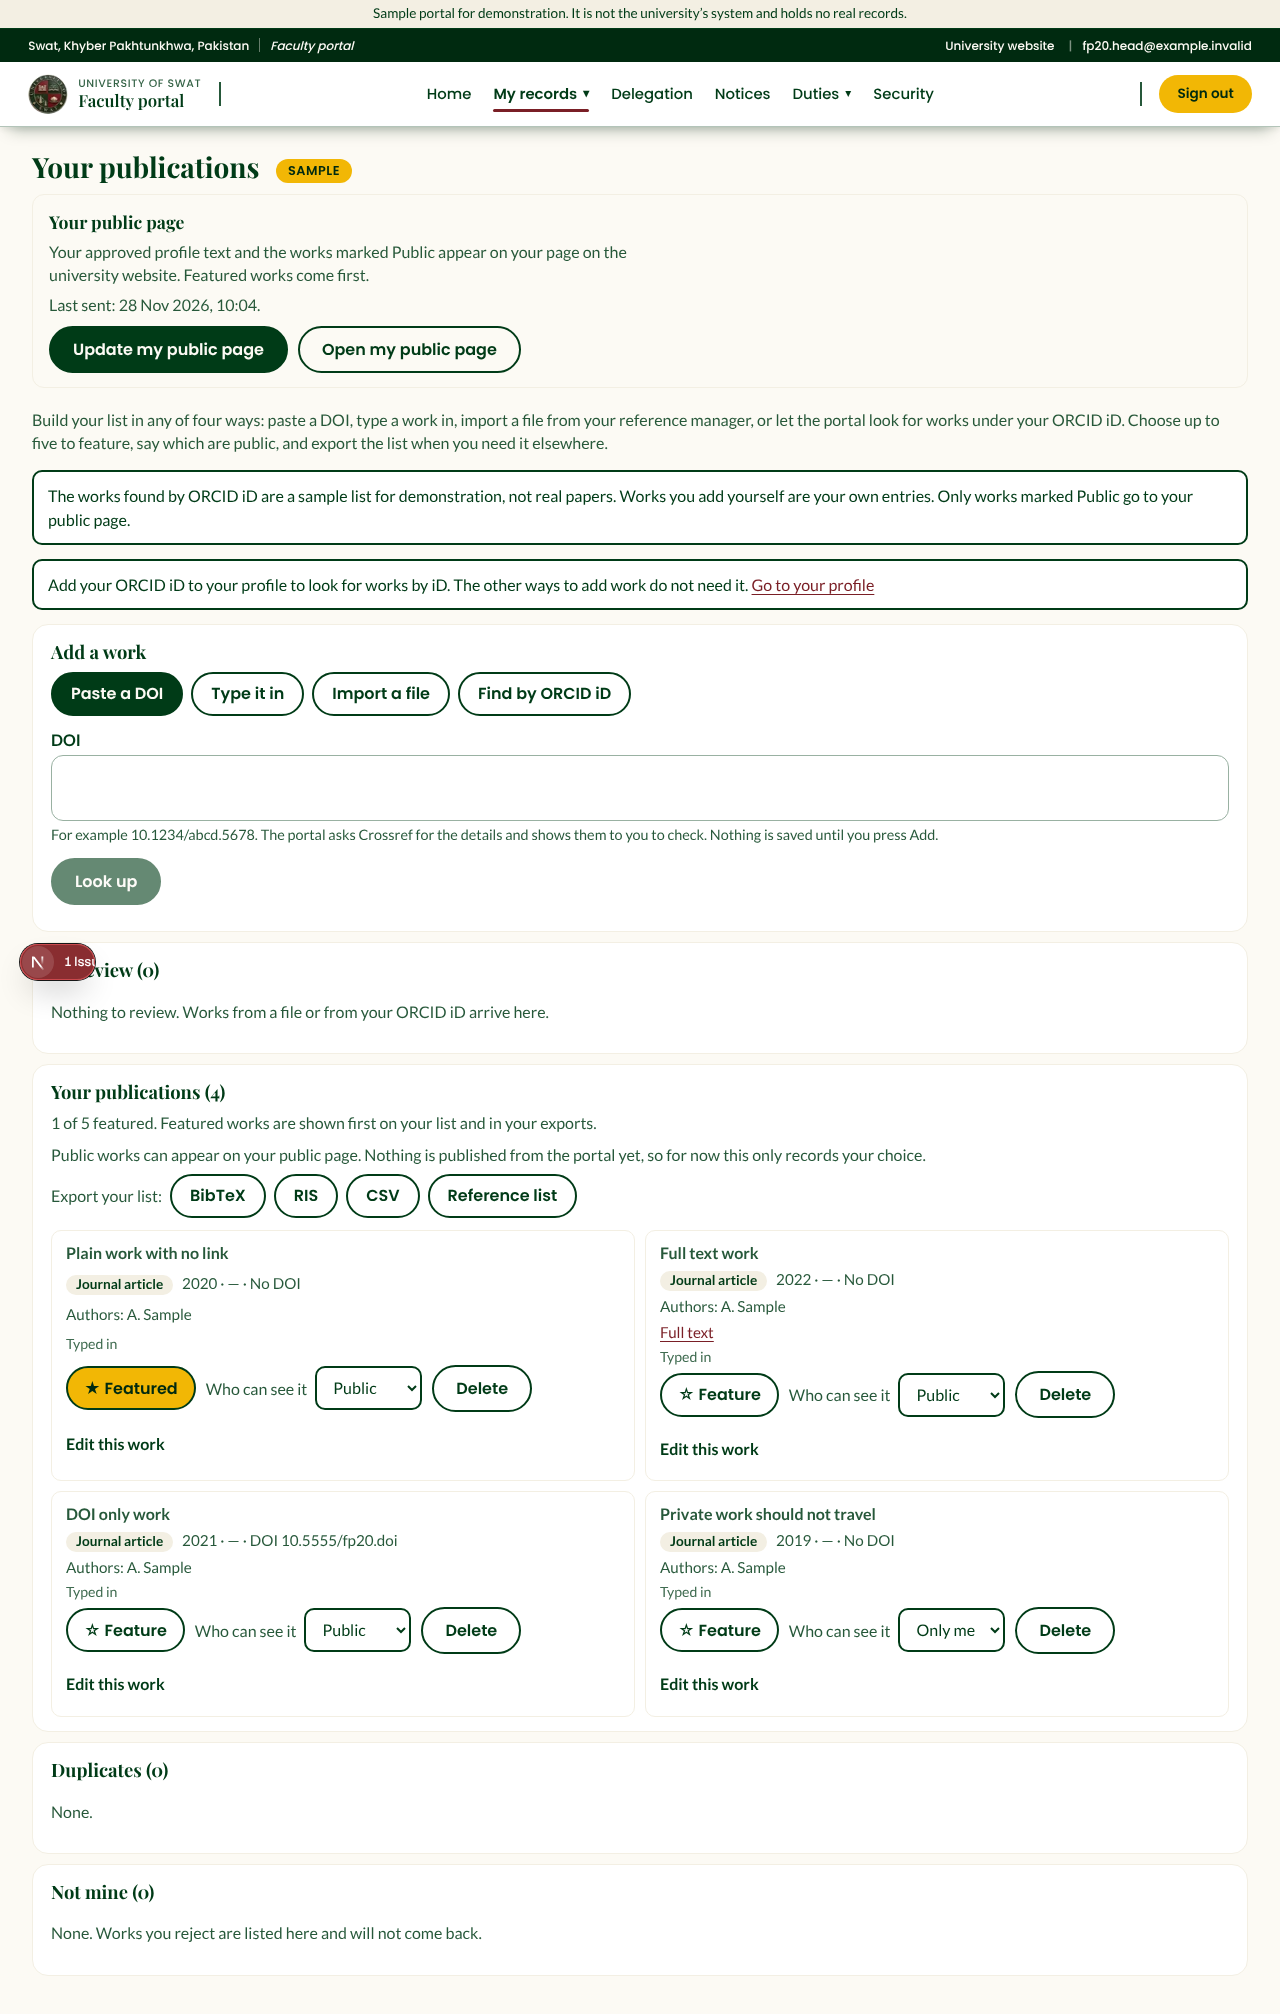 Sample portal for demonstration. It is not the university's system and holds no real records.
Swat, Khyber Pakhtunkhwa, Pakistan | Faculty portal
University website | fp20.head@example.invalid
UNIVERSITY OF SWAT
Faculty portal
Home My records ▾ Delegation Notices Duties ▾ Security
Sign out
Your publications SAMPLE
Your public page
Your approved profile text and the works marked Public appear on your page on the
university website. Featured works come first.
Last sent: 28 Nov 2026, 10:04.
Update my public page Open my public page
Build your list in any of four ways: paste a DOI, type a work in, import a file from your reference manager, or let the portal look for works under your ORCID iD. Choose up to
five to feature, say which are public, and export the list when you need it elsewhere.
The works found by ORCID iD are a sample list for demonstration, not real papers. Works you add yourself are your own entries. Only works marked Public go to your
public page.
Add your ORCID iD to your profile to look for works by iD. The other ways to add work do not need it. Go to your profile
Add a work
Paste a DOI Type it in Import a file Find by ORCID iD
DOI
For example 10.1234/abcd.5678. The portal asks Crossref for the details and shows them to you to check. Nothing is saved until you press Add.
Look up
N 1 Issu
view (0)
Nothing to review. Works from a file or from your ORCID iD arrive here.
Your publications (4)
1 of 5 featured. Featured works are shown first on your list and in your exports.
Public works can appear on your public page. Nothing is published from the portal yet, so for now this only records your choice.
Export your list: BibTeX RIS CSV Reference list
Plain work with no link
Journal article 2020 · — · No DOI
Authors: A. Sample
Typed in
★ Featured Who can see it Public Delete
Edit this work
Full text work
Journal article 2022 · — · No DOI
Authors: A. Sample
Full text
Typed in
☆ Feature Who can see it Public Delete
Edit this work
DOI only work
Journal article 2021 · — · DOI 10.5555/fp20.doi
Authors: A. Sample
Typed in
☆ Feature Who can see it Public Delete
Edit this work
Private work should not travel
Journal article 2019 · — · No DOI
Authors: A. Sample
Typed in
☆ Feature Who can see it Only me Delete
Edit this work
Duplicates (0)
None.
Not mine (0)
None. Works you reject are listed here and will not come back.